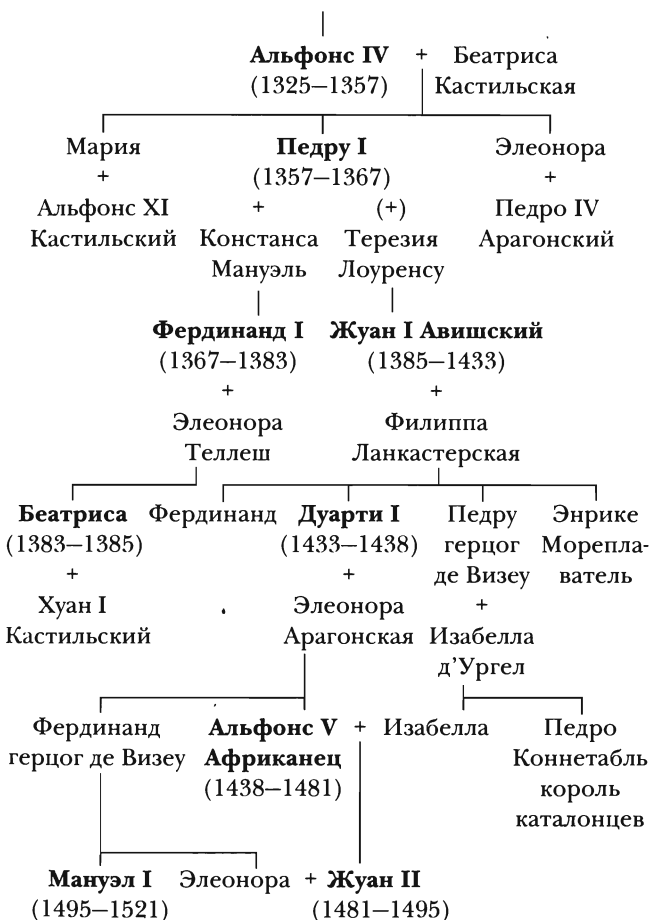 Альфонс IV + Беатриса
(1325–1357) Кастильская
Мария Педру I Элеонора
+ (1357–1367) +
Альфонс XI + (+) Педро IV
Кастильский Констанса Терезия Арагонский
Мануэль Лоуренсу
Фердинанд I Жуан I Авишский
(1367–1383) (1385–1433)
+ +
Элеонора Филиппа
Теллеш Ланкастерская
Беатриса Фердинанд Дуарти I Педру Энрике
(1383–1385) (1433–1438) герцог Морепла-
+ + де Визеу ватель
Хуан I Элеонора +
Кастильский Арагонская Изабелла
д’Ургел
Фердинанд Альфонс V + Изабелла Педро
герцог де Визеу Африканец Коннетабль
(1438–1481) король
каталонцев
Мануэл I Элеонора + Жуан II
(1495–1521) (1481–1495)